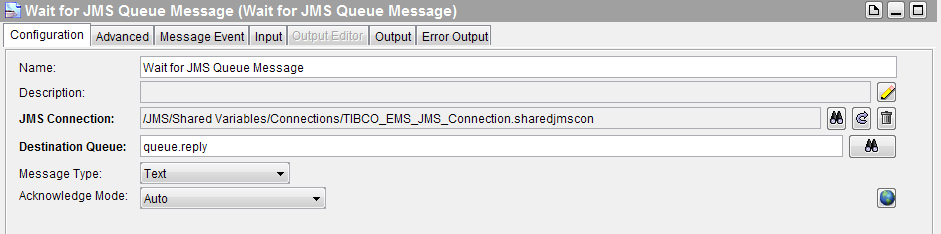 Wait for JMS Queue Message (Wait for JMS Queue Message)
Configuration Advanced Message Event Input Output Editor Output Error Output
Name: Wait for JMS Queue Message
Description:
JMS Connection: /JMS/Shared Variables/Connections/TIBCO_EMS_JMS_Connection.sharedjmscon
Destination Queue: queue.reply
Message Type: Text
Acknowledge Mode: Auto